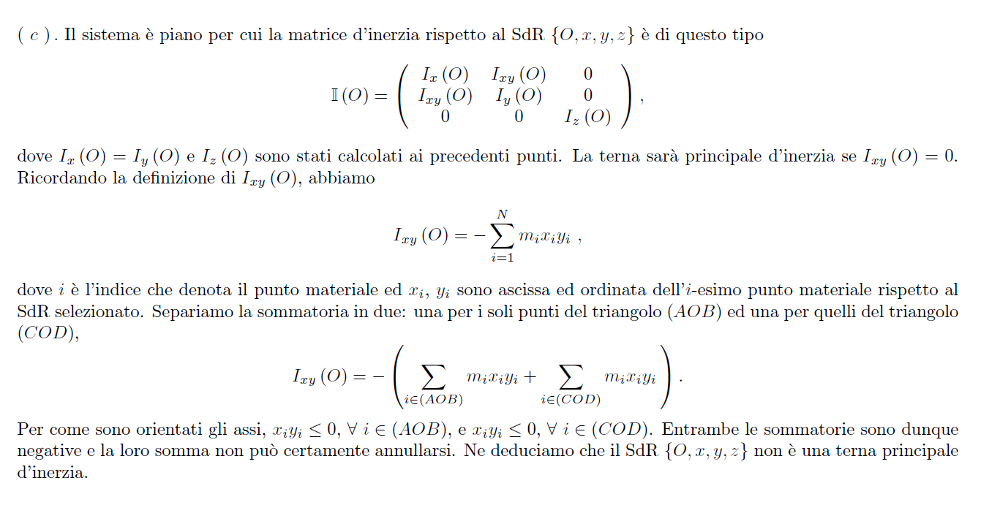 ( c ) . Il sistema è piano per cui la matrice d'inerzia rispetto al SdR {O, x, y, z} è di questo tipo
𝕀 (O) = ( I_x (O) I_xy (O) 0
I_xy (O) I_y (O) 0
0 0 I_z (O) ) ,
dove I_x (O) = I_y (O) e I_z (O) sono stati calcolati ai precedenti punti. La terna sarà principale d'inerzia se I_xy (O) = 0.
Ricordando la definizione di I_xy (O), abbiamo
I_xy (O) = − ∑_{i=1}^{N} m_i x_i y_i ,
dove i è l'indice che denota il punto materiale ed x_i, y_i sono ascissa ed ordinata dell'i-esimo punto materiale rispetto al
SdR selezionato. Separiamo la sommatoria in due: una per i soli punti del triangolo (AOB) ed una per quelli del triangolo
(COD),
I_xy (O) = − ( ∑_{i∈(AOB)} m_i x_i y_i + ∑_{i∈(COD)} m_i x_i y_i ) .
Per come sono orientati gli assi, x_i y_i ≤ 0, ∀ i ∈ (AOB), e x_i y_i ≤ 0, ∀ i ∈ (COD). Entrambe le sommatorie sono dunque
negative e la loro somma non può certamente annullarsi. Ne deduciamo che il SdR {O, x, y, z} non è una terna principale
d'inerzia.